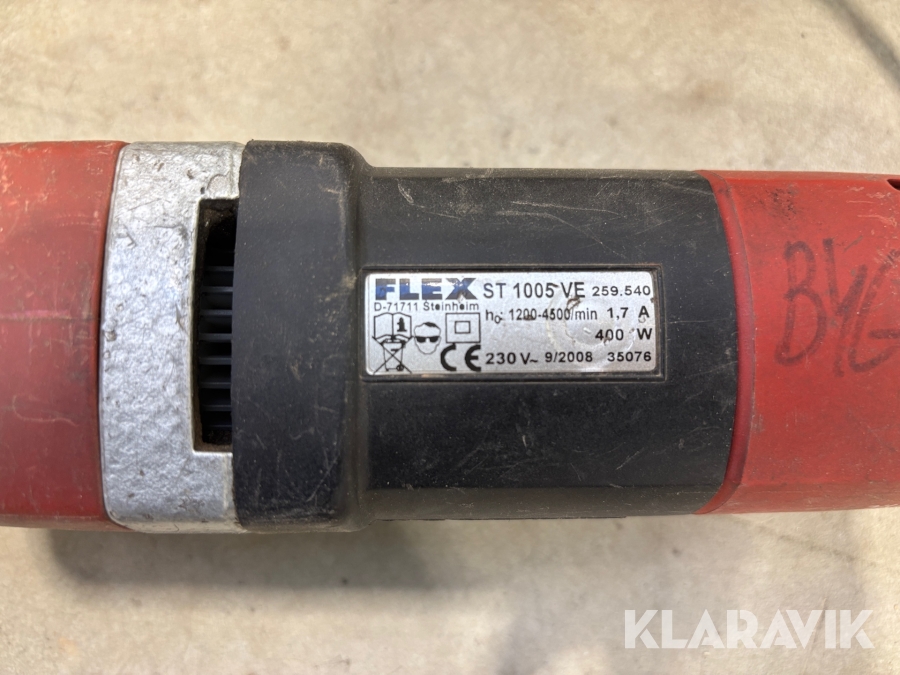 FLEX ST 1005 VE 259.540
D-71711 Steinheim
h₀- 1200-4500/min 1,7 A
400 W
CE 230 V~ 9/2008 35076
BYG
KLARAVIK